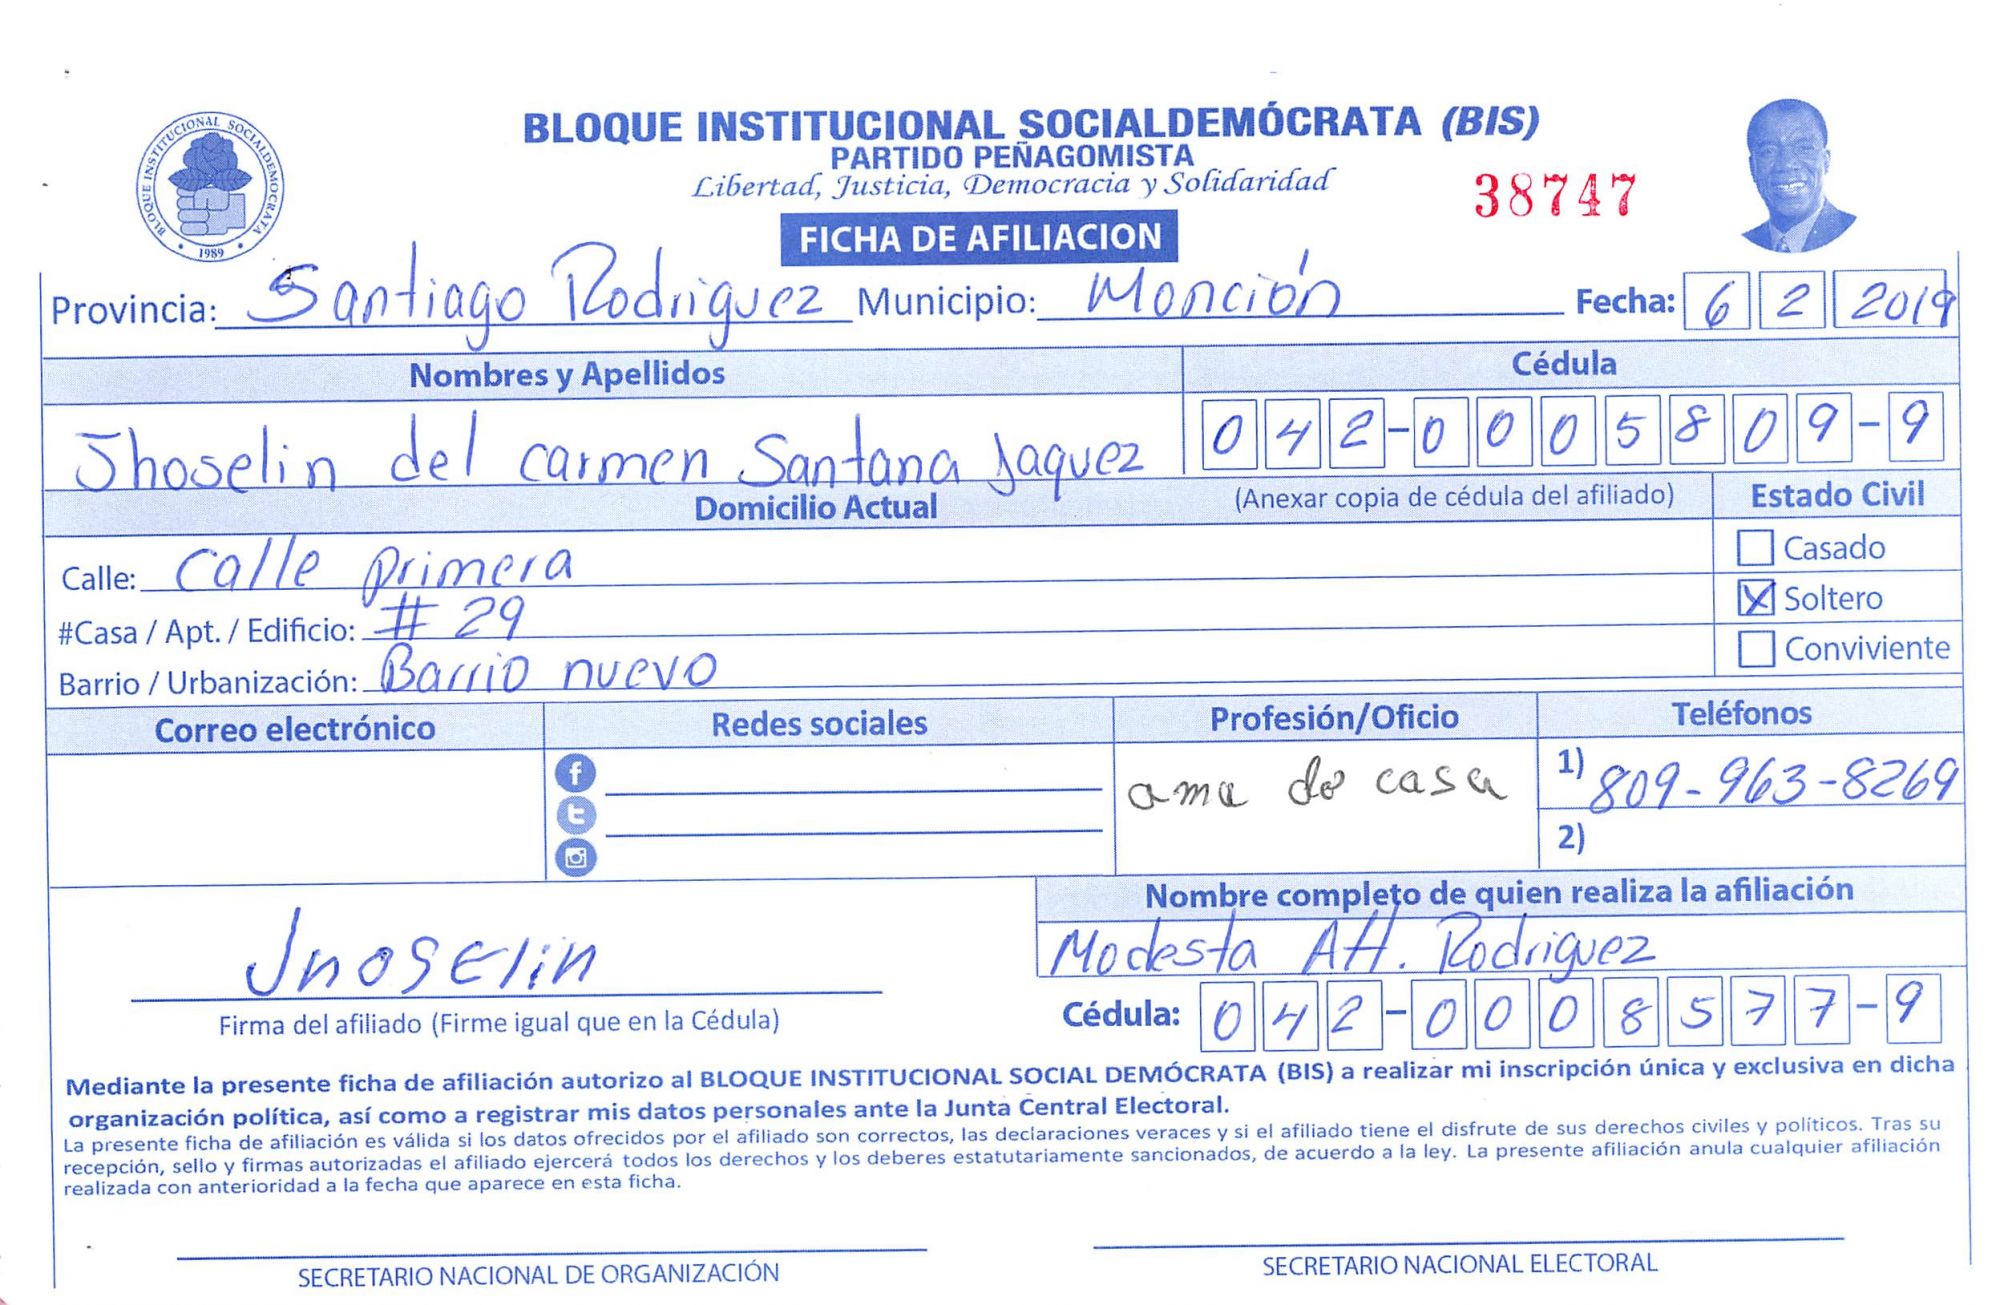 BLOQUE INSTITUCIONAL SOCIALDEMÓCRATA (BIS)
PARTIDO PEÑAGOMISTA
Libertad, Justicia, Democracia y Solidaridad
38747
BLOQUE INSTITUCIONAL SOCIALDEMOCRATA
1989
FICHA DE AFILIACION
Provincia: Santiago Rodriguez Municipio: Monción Fecha: 6 2 2019
Nombres y Apellidos Cédula
Jhoselin del carmen Santana Jaquez 042-0005809-9
Domicilio Actual (Anexar copia de cédula del afiliado) Estado Civil
Calle: Calle primera Casado
#Casa / Apt. / Edificio: # 29 Soltero
Barrio / Urbanización: Barrio nuevo Conviviente
Correo electrónico Redes sociales Profesión/Oficio Teléfonos
ama de casa 1) 809-963-8269
2)
Nombre completo de quien realiza la afiliación
Modesta Alt. Rodriguez
Jhoselin
Firma del afiliado (Firme igual que en la Cédula) Cédula: 042-0008577-9
Mediante la presente ficha de afiliación autorizo al BLOQUE INSTITUCIONAL SOCIAL DEMÓCRATA (BIS) a realizar mi inscripción única y exclusiva en dicha
organización política, así como a registrar mis datos personales ante la Junta Central Electoral.
La presente ficha de afiliación es válida si los datos ofrecidos por el afiliado son correctos, las declaraciones veraces y si el afiliado tiene el disfrute de sus derechos civiles y políticos. Tras su
recepción, sello y firmas autorizadas el afiliado ejercerá todos los derechos y los deberes estatutariamente sancionados, de acuerdo a la ley. La presente afiliación anula cualquier afiliación
realizada con anterioridad a la fecha que aparece en esta ficha.
SECRETARIO NACIONAL DE ORGANIZACIÓN SECRETARIO NACIONAL ELECTORAL